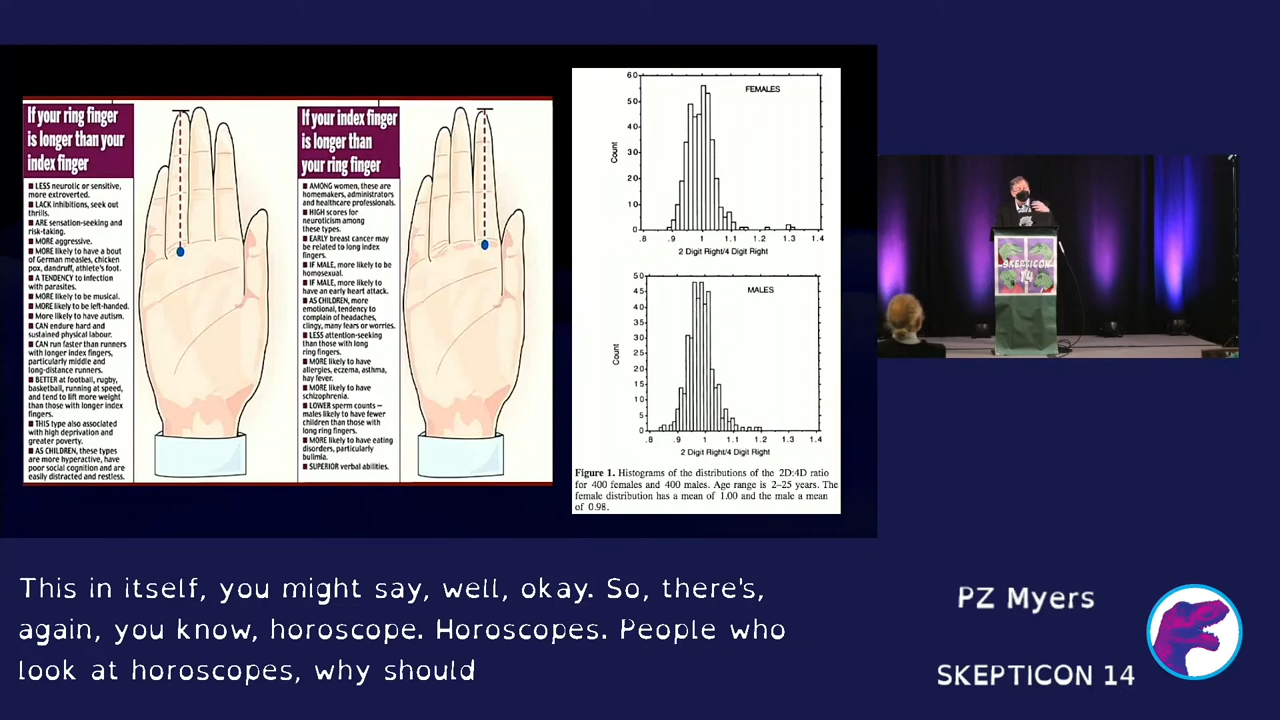 If your ring finger
is longer than your
index finger
■ LESS neurotic or sensitive,
more extroverted.
■ LACK inhibitions, seek out
thrills.
■ ARE sensation-seeking and
risk-taking.
■ MORE aggressive.
■ MORE likely to have a bout
of German measles, chicken
pox, dandruff, athlete's foot.
■ A TENDENCY to infection
with parasites.
■ MORE likely to be musical.
■ MORE likely to be left-handed.
■ More likely to have autism.
■ CAN endure hard and
sustained physical labour.
■ CAN run faster than runners
with longer index fingers,
particularly middle and
long-distance runners.
■ BETTER at football, rugby,
basketball, running at speed,
and tend to lift more weight
than those with longer index
fingers.
■ THIS type also associated
with high deprivation and
greater poverty.
■ AS CHILDREN, these types
are more hyperactive, have
poor social cognition and are
easily distracted and restless.
If your index finger
is longer than
your ring finger
■ AMONG women, these are
homemakers, administrators
and healthcare professionals.
■ HIGH scores for
neuroticism among
these types.
■ EARLY breast cancer may
be related to long index
fingers.
■ IF MALE, more likely to be
homosexual.
■ IF MALE, more likely to
have an early heart attack.
■ AS CHILDREN, more
emotional, tendency to
complain of headaches,
clingy, many fears or worries.
■ LESS attention-seeking
than those with long
ring fingers.
■ MORE likely to have
allergies, eczema, asthma,
hay fever.
■ MORE likely to have
schizophrenia.
■ LOWER sperm counts –
males likely to have fewer
children than those with
long ring fingers.
■ MORE likely to have eating
disorders, particularly
bulimia.
■ SUPERIOR verbal abilities.
FEMALES
Count
60
50
40
30
20
10
0
.8 .9 1 1.1 1.2 1.3 1.4
2 Digit Right/4 Digit Right
MALES
Count
50
45
40
35
30
25
20
15
10
5
0
.8 .9 1 1.1 1.2 1.3 1.4
2 Digit Right/4 Digit Right
Figure 1. Histograms of the distributions of the 2D:4D ratio
for 400 females and 400 males. Age range is 2–25 years. The
female distribution has a mean of 1.00 and the male a mean
of 0.98.
SKEPTICON
14
This in itself, you might say, well, okay. So, there's,
again, you know, horoscope. Horoscopes. People who
look at horoscopes, why should
PZ Myers
SKEPTICON 14